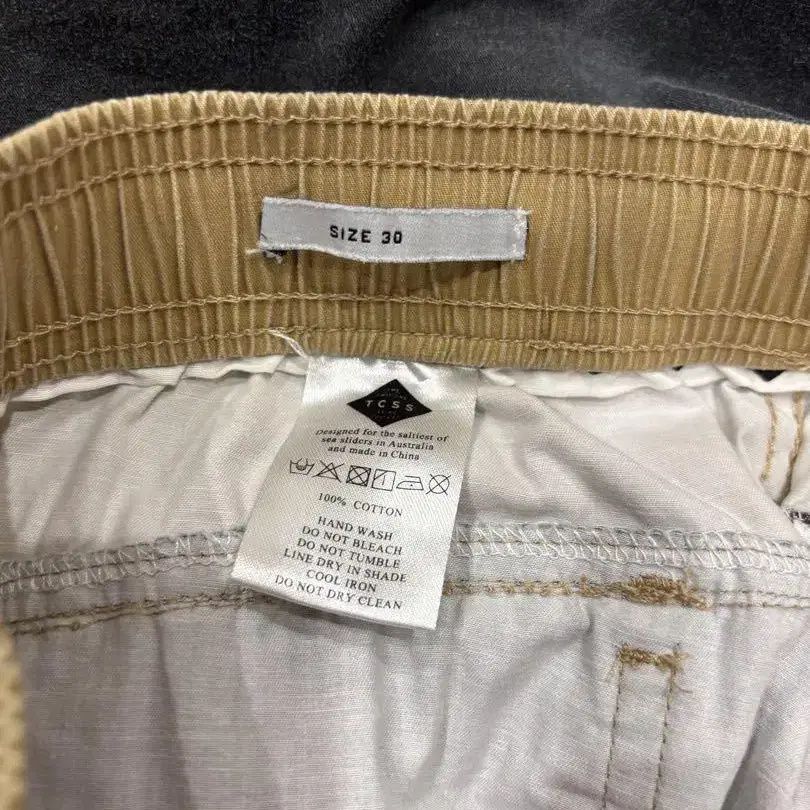 SIZE 30
TCSS
Designed for the saltiest of
sea sliders in Australia
and made in China
100% COTTON
HAND WASH
DO NOT BLEACH
DO NOT TUMBLE
LINE DRY IN SHADE
COOL IRON
DO NOT DRY CLEAN